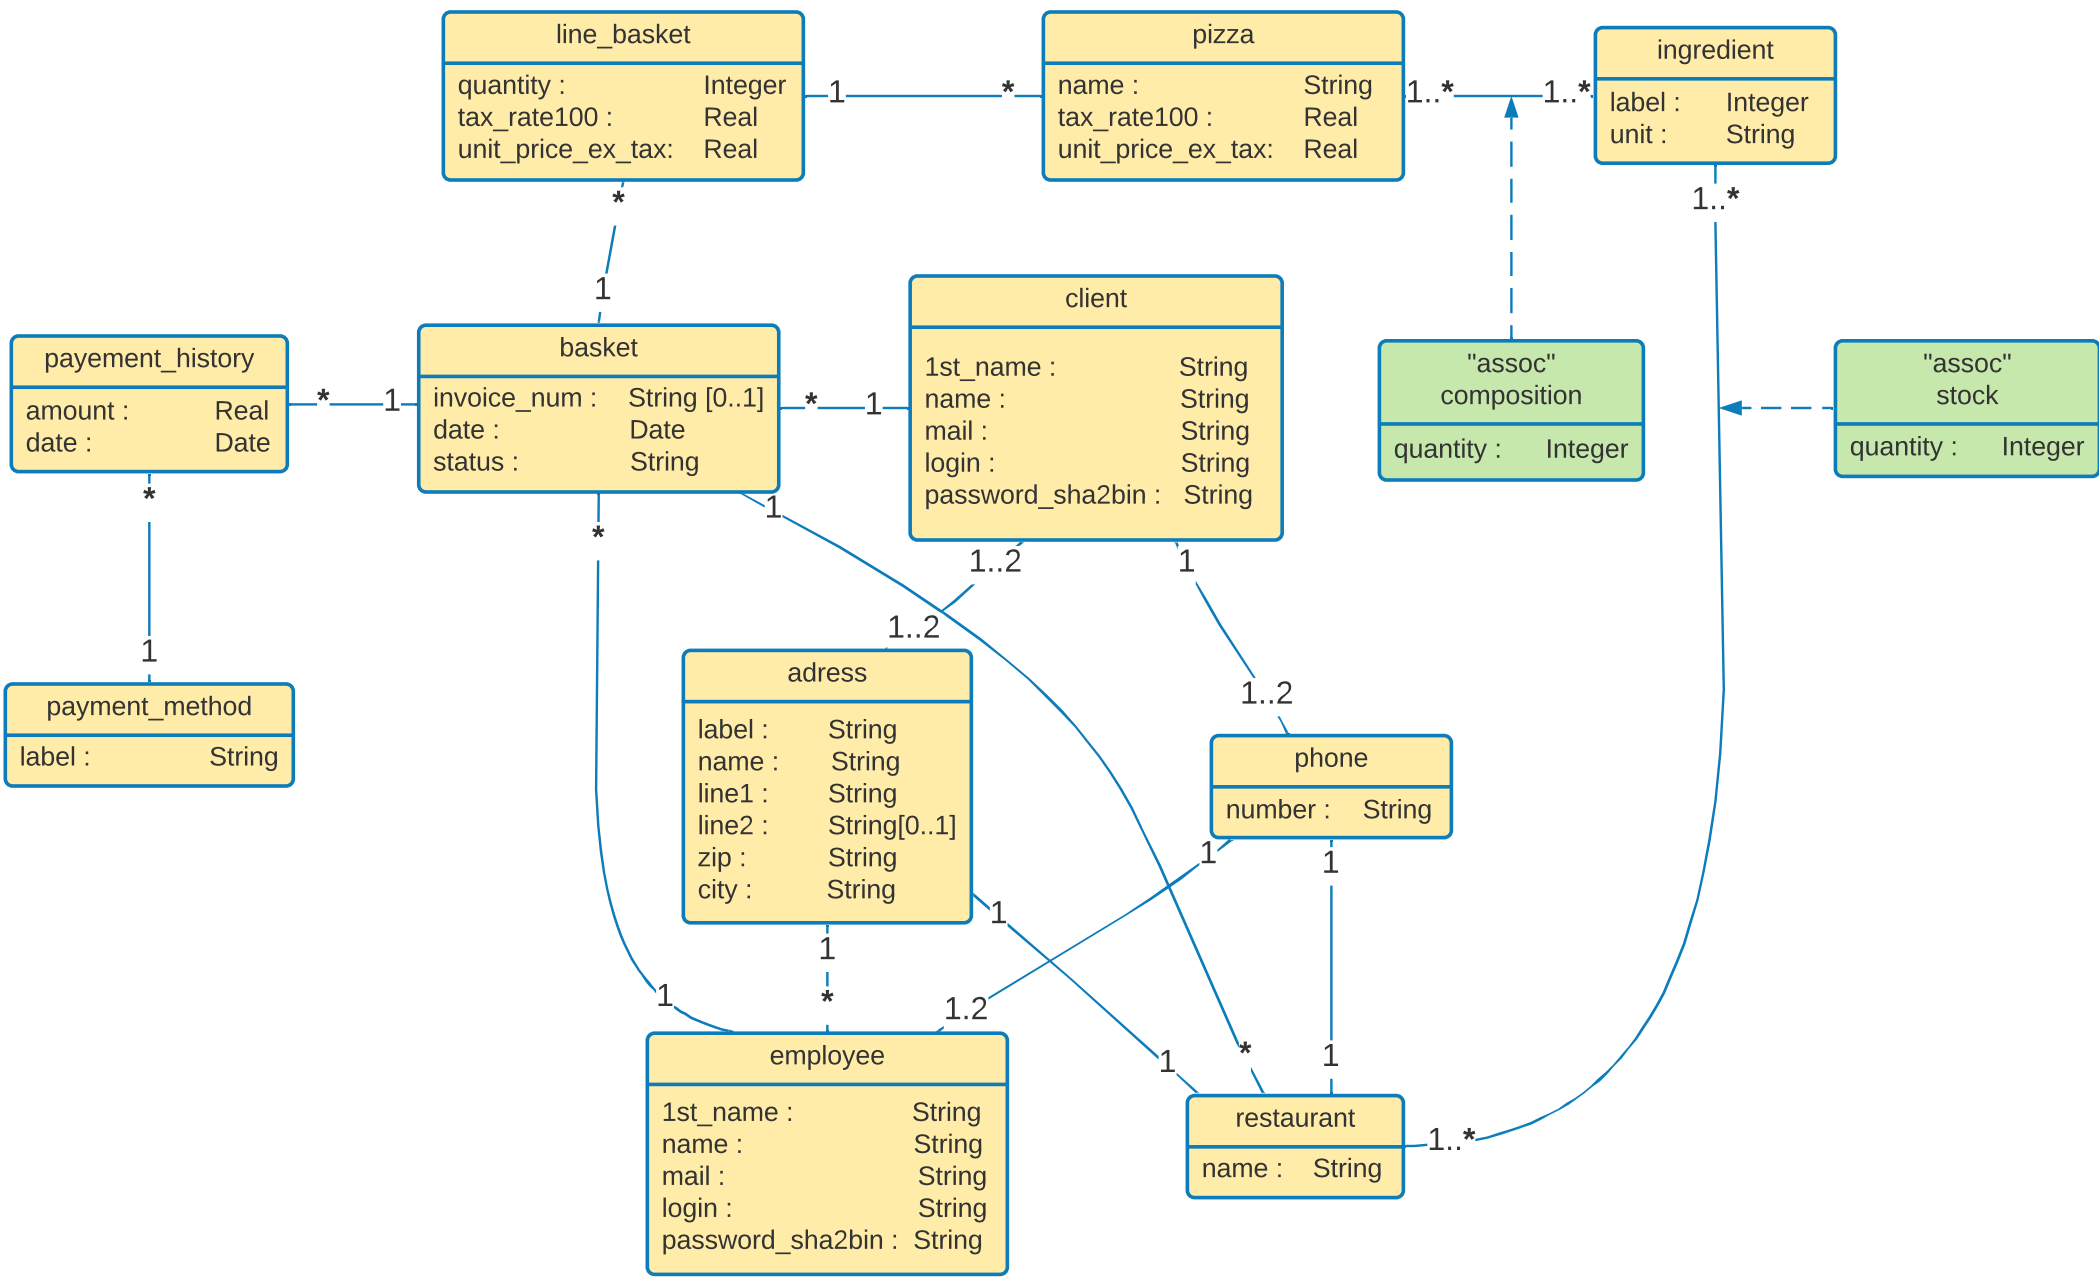 line_basket
quantity : Integer
tax_rate100 : Real
unit_price_ex_tax: Real
1
*
pizza
name : String
tax_rate100 : Real
unit_price_ex_tax: Real
1..*
1..*
ingredient
label : Integer
unit : String
*
1
1..*
client
1st_name : String
name : String
mail : String
login : String
password_sha2bin : String
payement_history
amount : Real
date : Date
*
1
basket
invoice_num : String [0..1]
date : Date
status : String
*
1
"assoc"
composition
quantity : Integer
"assoc"
stock
quantity : Integer
*
*
1
1..2
1
1..2
1
1..2
payment_method
label : String
adress
label : String
name : String
line1 : String
line2 : String[0..1]
zip : String
city : String
phone
number : String
1
1
1
1
*
1
1.2
1
*
1
employee
1st_name : String
name : String
mail : String
login : String
password_sha2bin : String
restaurant
name : String
1..*